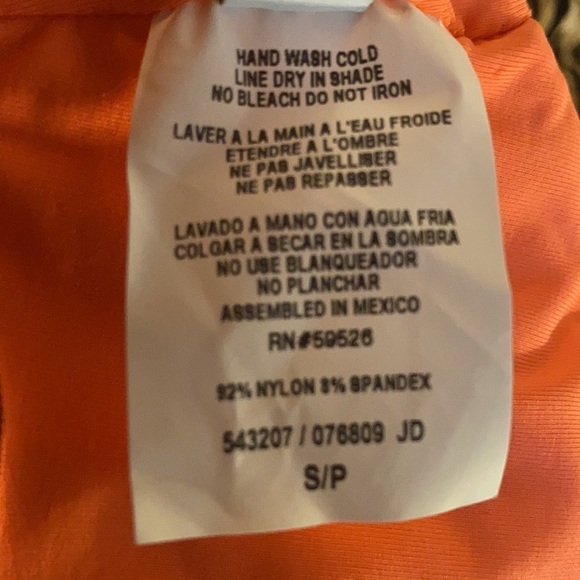 HAND WASH COLD
LINE DRY IN SHADE
NO BLEACH DO NOT IRON
LAVER A LA MAIN A L'EAU FROIDE
ETENDRE A L'OMBRE
NE PAS JAVELLISER
NE PAS REPASSER
LAVADO A MANO CON AGUA FRIA
COLGAR A SECAR EN LA SOMBRA
NO USE BLANQUEADOR
NO PLANCHAR
ASSEMBLED IN MEXICO
RN#59526
92% NYLON 8% SPANDEX
543207 / 076809 JD
S/P